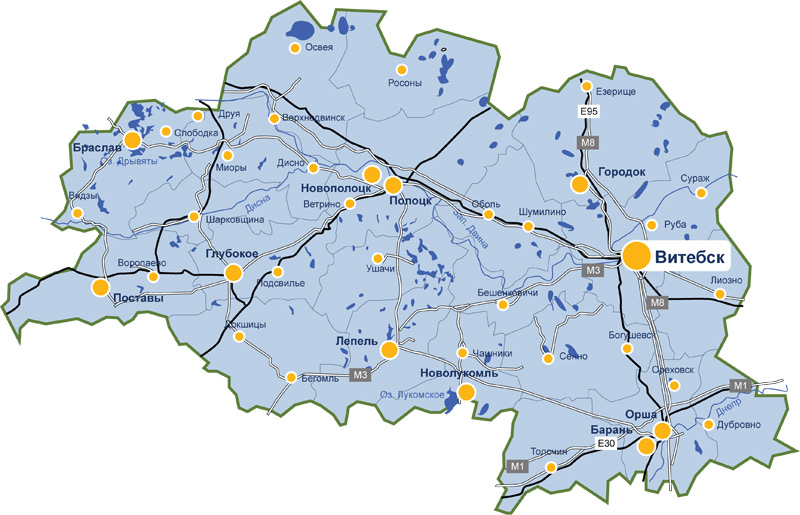 Освея
Росоны
Езерище
E95
Друя
Верхнедвинск
Слободка
M8
Браслав
Дрывяты
Миоры
Дисно
Городок
Сураж
Новополоцк
Полоцк
Видзы
Дисна
Ветрино
Оболь
Шарковщина
Шумилино
Руба
Зап. Двина
Глубокое
Витебск
Воропаево
Ушачи
M3
Подсвилье
Поставы
Бешенковичи
Лиозно
M8
Докшицы
Лепель
Богушевск
Чашники
Сенно
Бегомль
M3
Новолукомль
Ореховск
M1
Оз. Лукомское
Орша
Днепр
Барань
Дубровно
E30
Толочин
M1